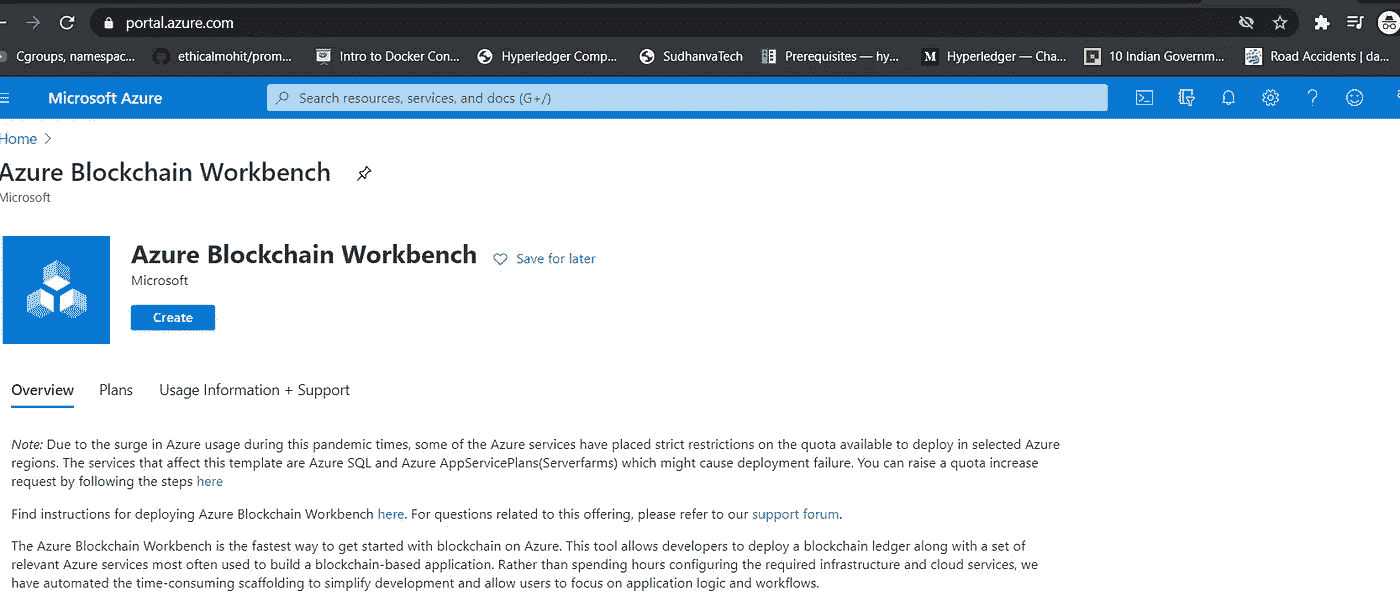 portal.azure.com
Cgroups, namespac... ethicalmohit/prom... Intro to Docker Con... Hyperledger Comp... SudhanvaTech Prerequisites — hy... Hyperledger — Cha... 10 Indian Governm... Road Accidents | da...
Microsoft Azure Search resources, services, and docs (G+/)
Home
Azure Blockchain Workbench
Microsoft
Azure Blockchain Workbench Save for later
Microsoft
Create
Overview Plans Usage Information + Support
Note: Due to the surge in Azure usage during this pandemic times, some of the Azure services have placed strict restrictions on the quota available to deploy in selected Azure
regions. The services that affect this template are Azure SQL and Azure AppServicePlans(Serverfarms) which might cause deployment failure. You can raise a quota increase
request by following the steps here
Find instructions for deploying Azure Blockchain Workbench here. For questions related to this offering, please refer to our support forum.
The Azure Blockchain Workbench is the fastest way to get started with blockchain on Azure. This tool allows developers to deploy a blockchain ledger along with a set of
relevant Azure services most often used to build a blockchain-based application. Rather than spending hours configuring the required infrastructure and cloud services, we
have automated the time-consuming scaffolding to simplify development and allow users to focus on application logic and workflows.